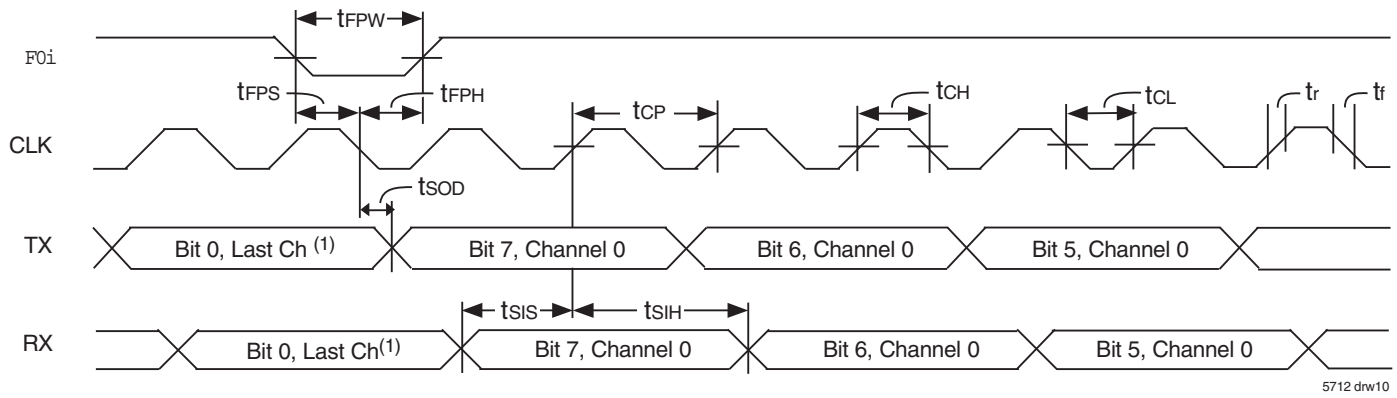 tFPW
F0i
tFPS
tFPH
tCP
tCH
tCL
tr
tf
CLK
tSOD
TX
Bit 0, Last Ch (1)
Bit 7, Channel 0
Bit 6, Channel 0
Bit 5, Channel 0
tSIS
tSIH
RX
Bit 0, Last Ch(1)
Bit 7, Channel 0
Bit 6, Channel 0
Bit 5, Channel 0
5712 drw10